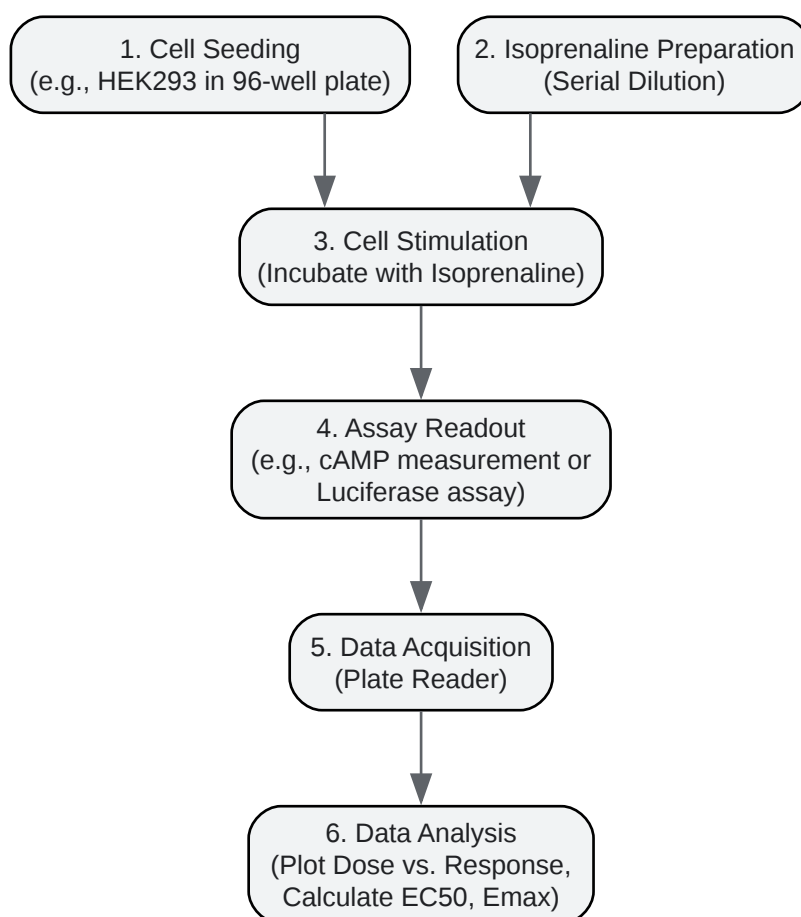 1. Cell Seeding
(e.g., HEK293 in 96-well plate)
2. Isoprenaline Preparation
(Serial Dilution)
3. Cell Stimulation
(Incubate with Isoprenaline)
4. Assay Readout
(e.g., cAMP measurement or
Luciferase assay)
5. Data Acquisition
(Plate Reader)
6. Data Analysis
(Plot Dose vs. Response,
Calculate EC50, Emax)